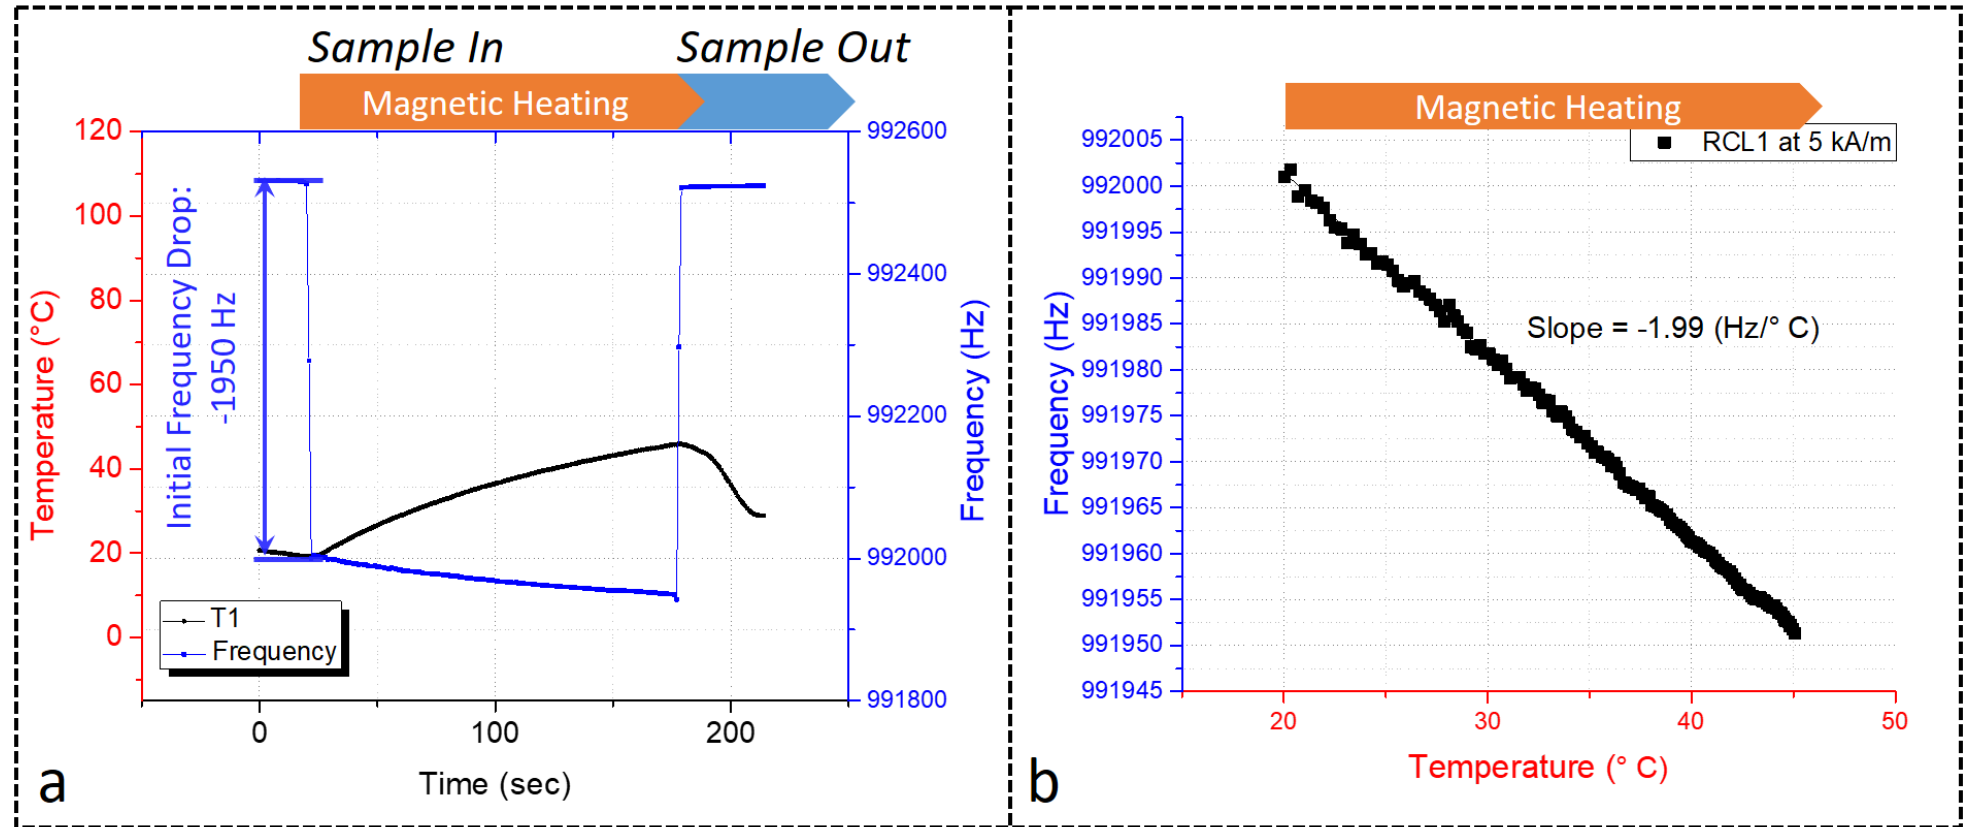 Sample In
Sample Out
Magnetic Heating
120
100
80
60
40
20
0
Temperature (°C)
Initial Frequency Drop:
-1950 Hz
T1
Frequency
992600
992400
992200
992000
991800
Frequency (Hz)
0
100
200
Time (sec)
a
Magnetic Heating
RCL1 at 5 kA/m
992005
992000
991995
991990
991985
991980
991975
991970
991965
991960
991955
991950
991945
Frequency (Hz)
Slope = -1.99 (Hz/° C)
20
30
40
50
Temperature (° C)
b